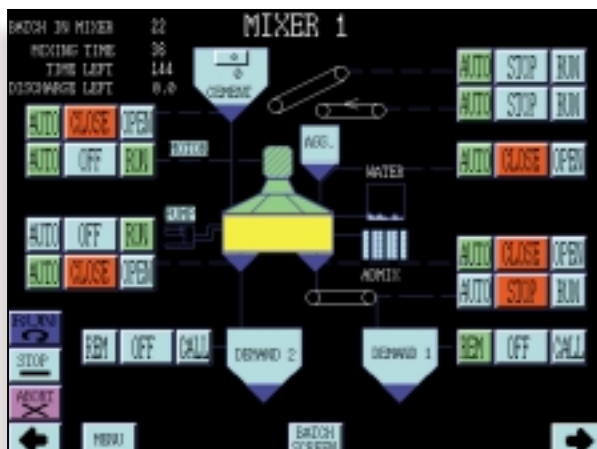 MIXER 1
BATCH IN MIXER 22
MIXING TIME 36
TIME LEFT 144
DISCHARGE LEFT 0.0
0
CEMENT
AUTO STOP RUN
AUTO STOP RUN
AUTO CLOSE OPEN
AGG.
AUTO OFF RUN
MOTOR
AUTO CLOSE OPEN
WATER
AUTO OFF RUN
PUMP
AUTO CLOSE OPEN
AUTO CLOSE OPEN
ADMIX
AUTO STOP RUN
RUN
STOP
ABORT
REM OFF CALL
DEMAND 2
DEMAND 1
REM OFF CALL
MENU
BATCH
SCREEN